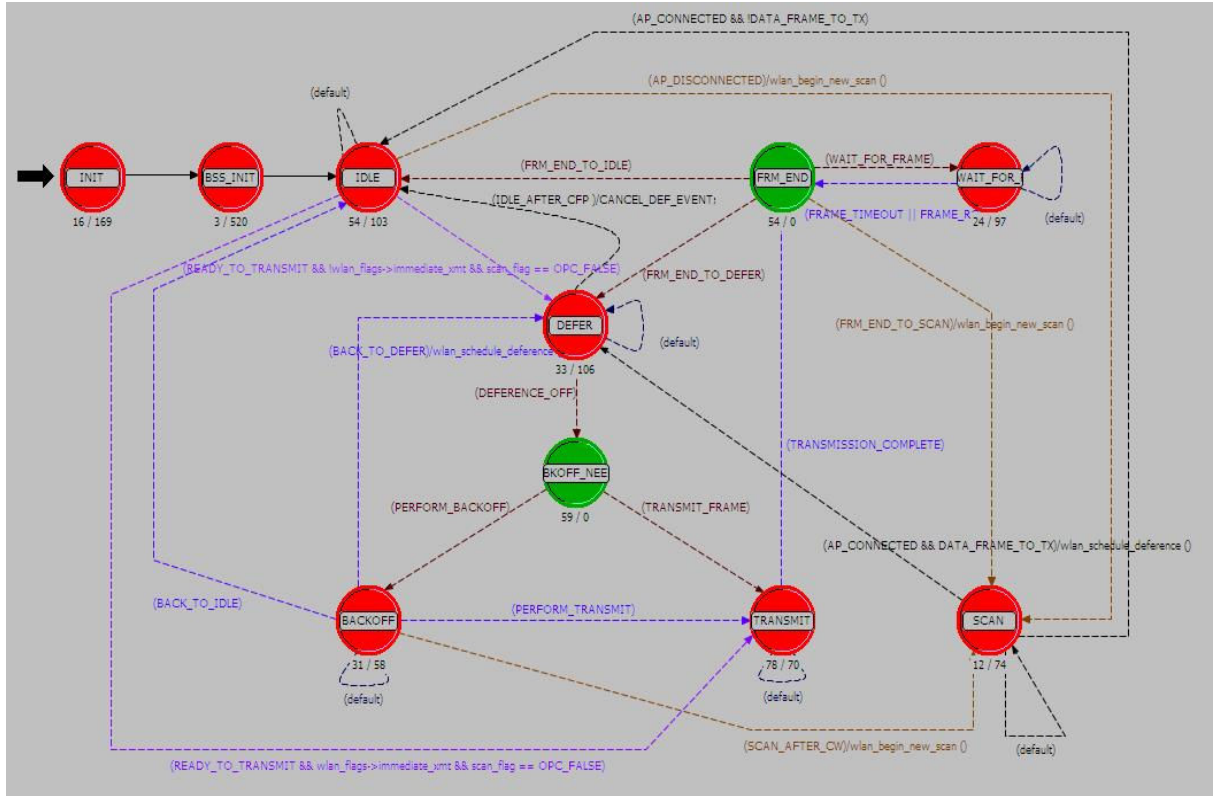 (AP_CONNECTED && !DATA_FRAME_TO_TX)
(AP_DISCONNECTED)/wlan_begin_new_scan ()
(default)
INIT
16 / 169
BSS_INIT
3 / 520
IDLE
54 / 103
(FRM_END_TO_IDLE)
FRM_END
54 / 0
(WAIT_FOR_FRAME)
WAIT_FOR_
24 / 97
(default)
(IDLE_AFTER_CFP )/CANCEL_DEF_EVENT;
(FRAME_TIMEOUT || FRAME_R
(READY_TO_TRANSMIT && !wlan_flags->immediate_xmt && scan_flag == OPC_FALSE)
(FRM_END_TO_DEFER)
DEFER
33 / 106
(default)
(FRM_END_TO_SCAN)/wlan_begin_new_scan ()
(BACK_TO_DEFER)/wlan_schedule_deference
(DEFERENCE_OFF)
(TRANSMISSION_COMPLETE)
BKOFF_NEE
59 / 0
(PERFORM_BACKOFF)
(TRANSMIT_FRAME)
(AP_CONNECTED && DATA_FRAME_TO_TX)/wlan_schedule_deference ()
(BACK_TO_IDLE)
BACKOFF
31 / 58
(default)
(PERFORM_TRANSMIT)
TRANSMIT
78 / 70
(default)
SCAN
12 / 74
(default)
(SCAN_AFTER_CW)/wlan_begin_new_scan ()
(READY_TO_TRANSMIT && wlan_flags->immediate_xmt && scan_flag == OPC_FALSE)